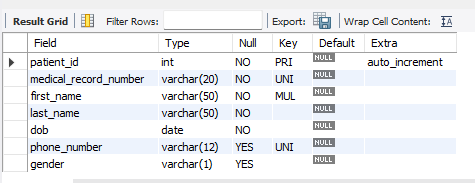 Result Grid Filter Rows: Export: Wrap Cell Content: IA
Field Type Null Key Default Extra
patient_id int NO PRI NULL auto_increment
medical_record_number varchar(20) NO UNI NULL
first_name varchar(50) NO MUL NULL
last_name varchar(50) NO NULL
dob date NO NULL
phone_number varchar(12) YES UNI NULL
gender varchar(1) YES NULL